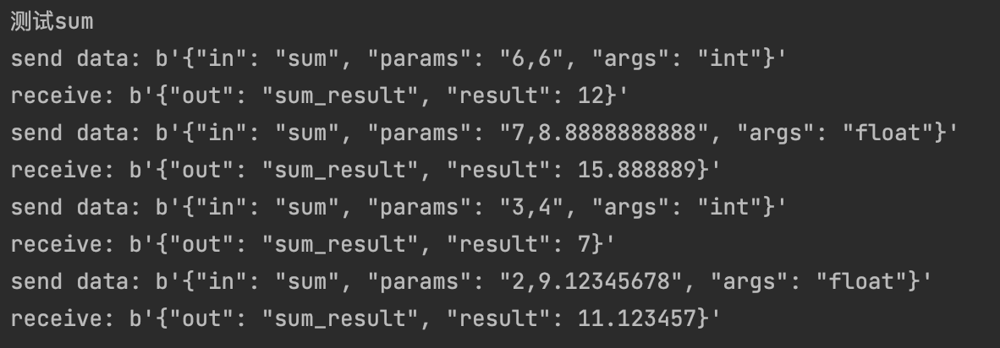 测试sum
send data: b'{"in": "sum", "params": "6,6", "args": "int"}'
receive: b'{"out": "sum_result", "result": 12}'
send data: b'{"in": "sum", "params": "7,8.8888888888", "args": "float"}'
receive: b'{"out": "sum_result", "result": 15.888889}'
send data: b'{"in": "sum", "params": "3,4", "args": "int"}'
receive: b'{"out": "sum_result", "result": 7}'
send data: b'{"in": "sum", "params": "2,9.12345678", "args": "float"}'
receive: b'{"out": "sum_result", "result": 11.123457}'